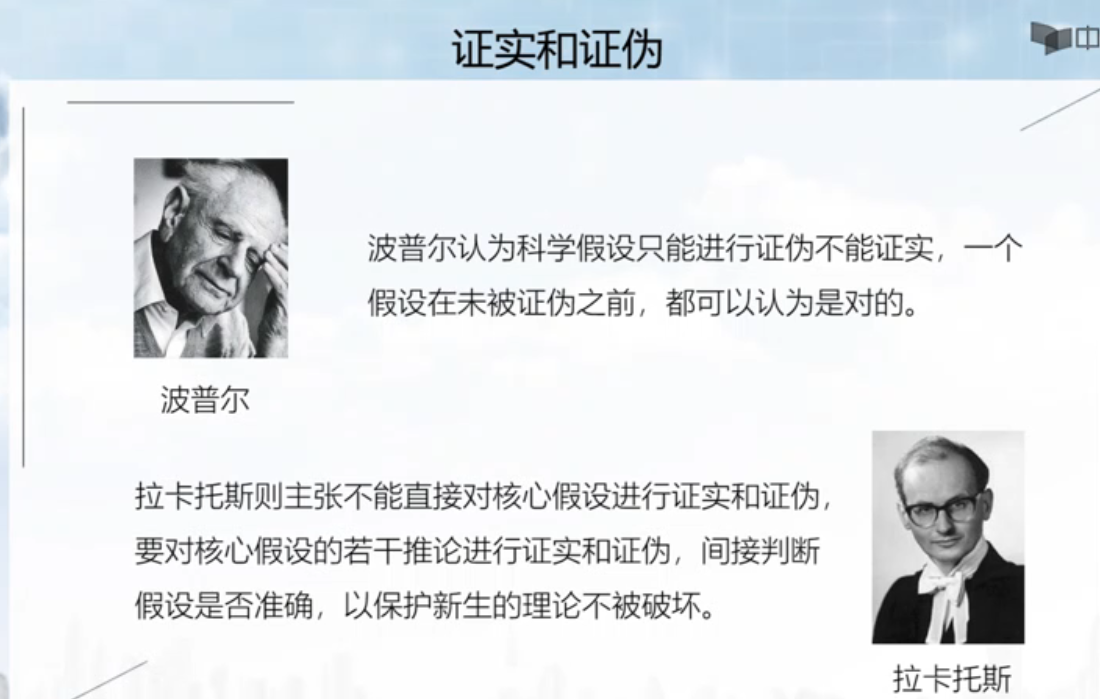 证实和证伪
中
波普尔认为科学假设只能进行证伪不能证实，一个
假设在未被证伪之前，都可以认为是对的。
波普尔
拉卡托斯则主张不能直接对核心假设进行证实和证伪，
要对核心假设的若干推论进行证实和证伪，间接判断
假设是否准确，以保护新生的理论不被破坏。
拉卡托斯